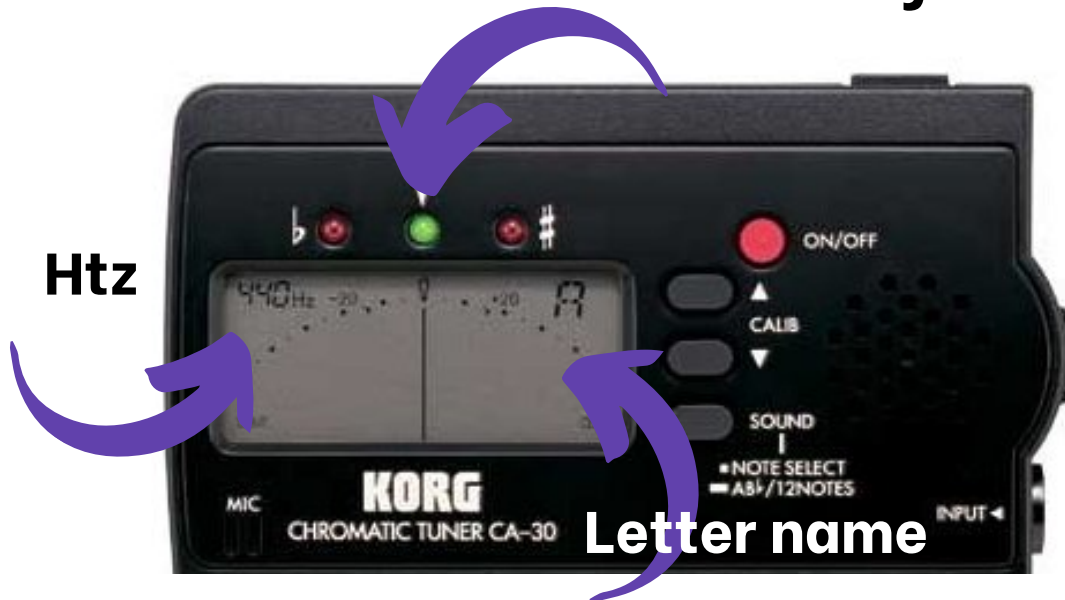 ♭ ♯
ON/OFF
Htz
440Hz -20 0 +20 A
▲
CALIB
▼
SOUND
NOTE SELECT
AB♭/12NOTES
KORG
MIC
CHROMATIC TUNER CA-30
INPUT ◄
Letter name